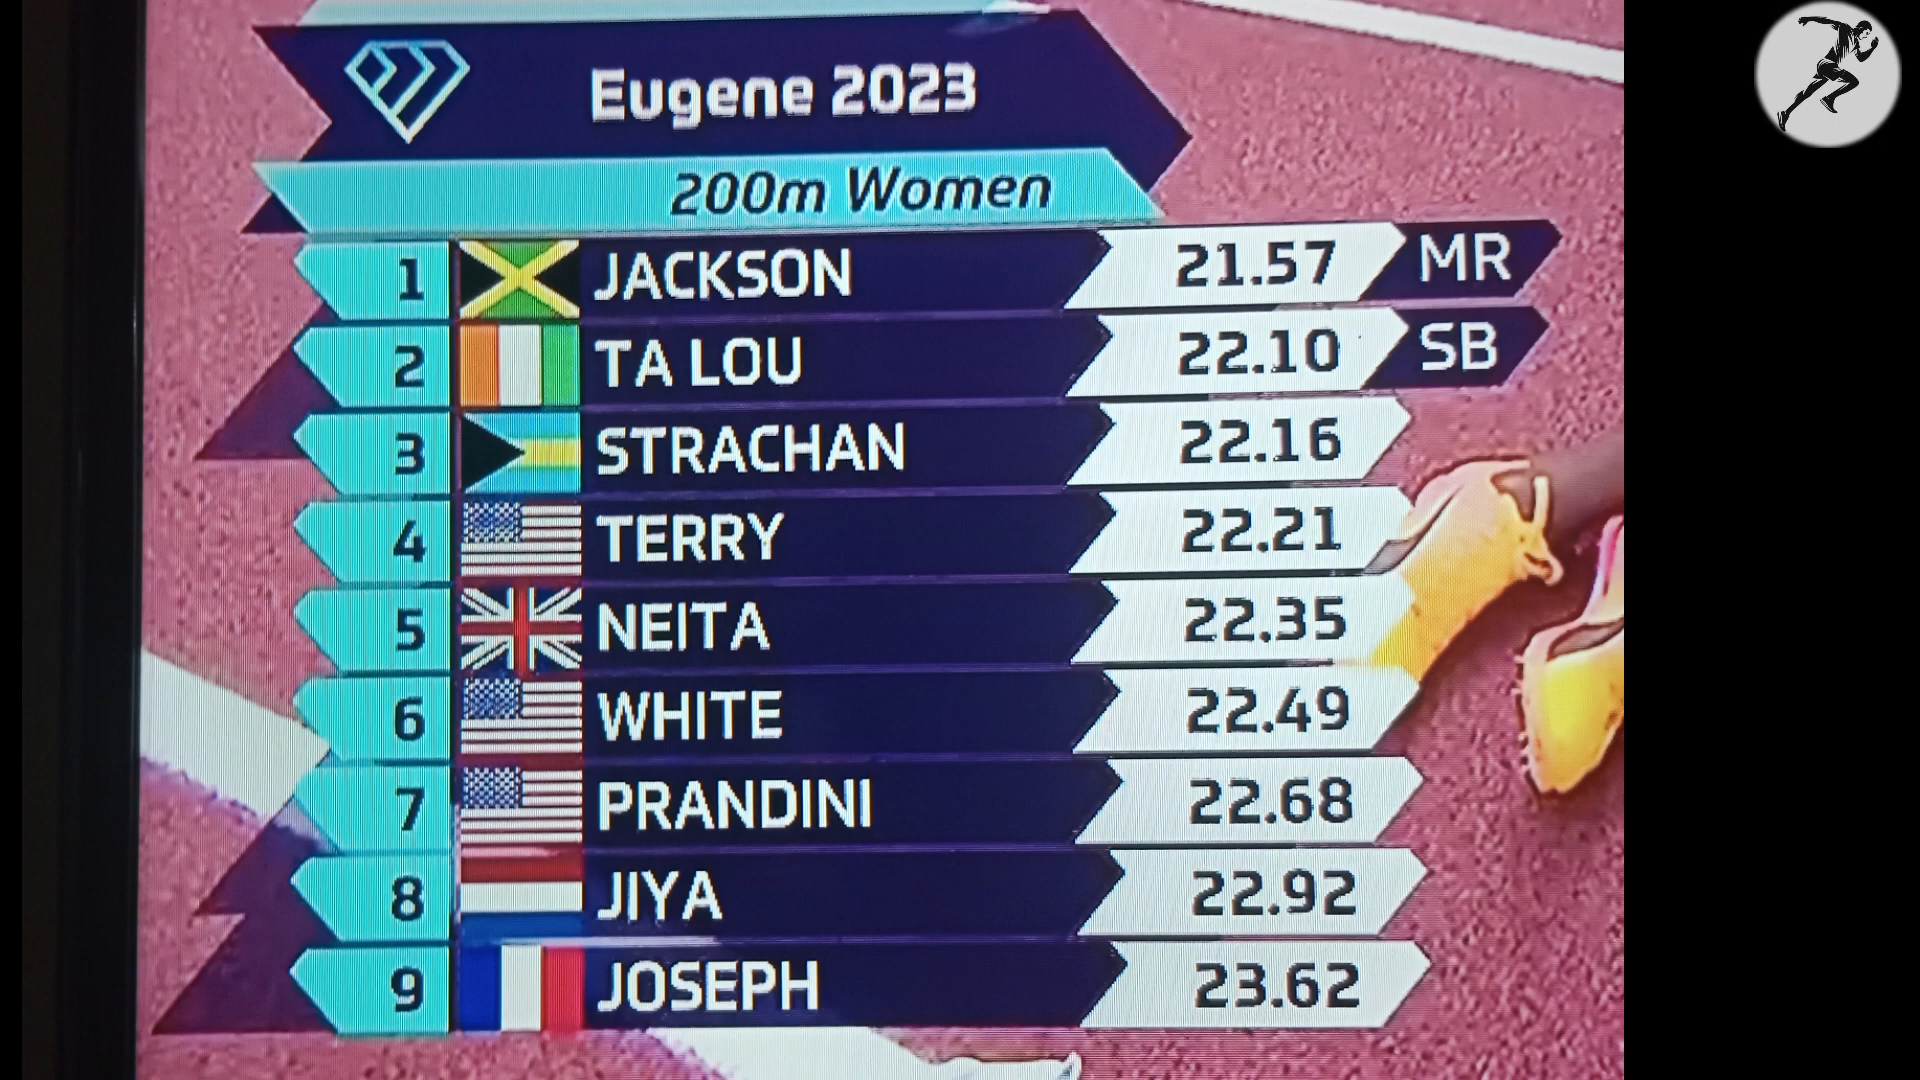 Eugene 2023
200m Women
1 JACKSON 21.57 MR
2 TA LOU 22.10 SB
3 STRACHAN 22.16
4 TERRY 22.21
5 NEITA 22.35
6 WHITE 22.49
7 PRANDINI 22.68
8 JIYA 22.92
9 JOSEPH 23.62